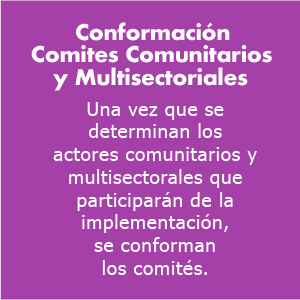 Conformación
Comites Comunitarios
y Multisectoriales
Una vez que se
determinan los
actores comunitarios y
multisectorales que
participarán de la
implementación,
se conforman
los comités.